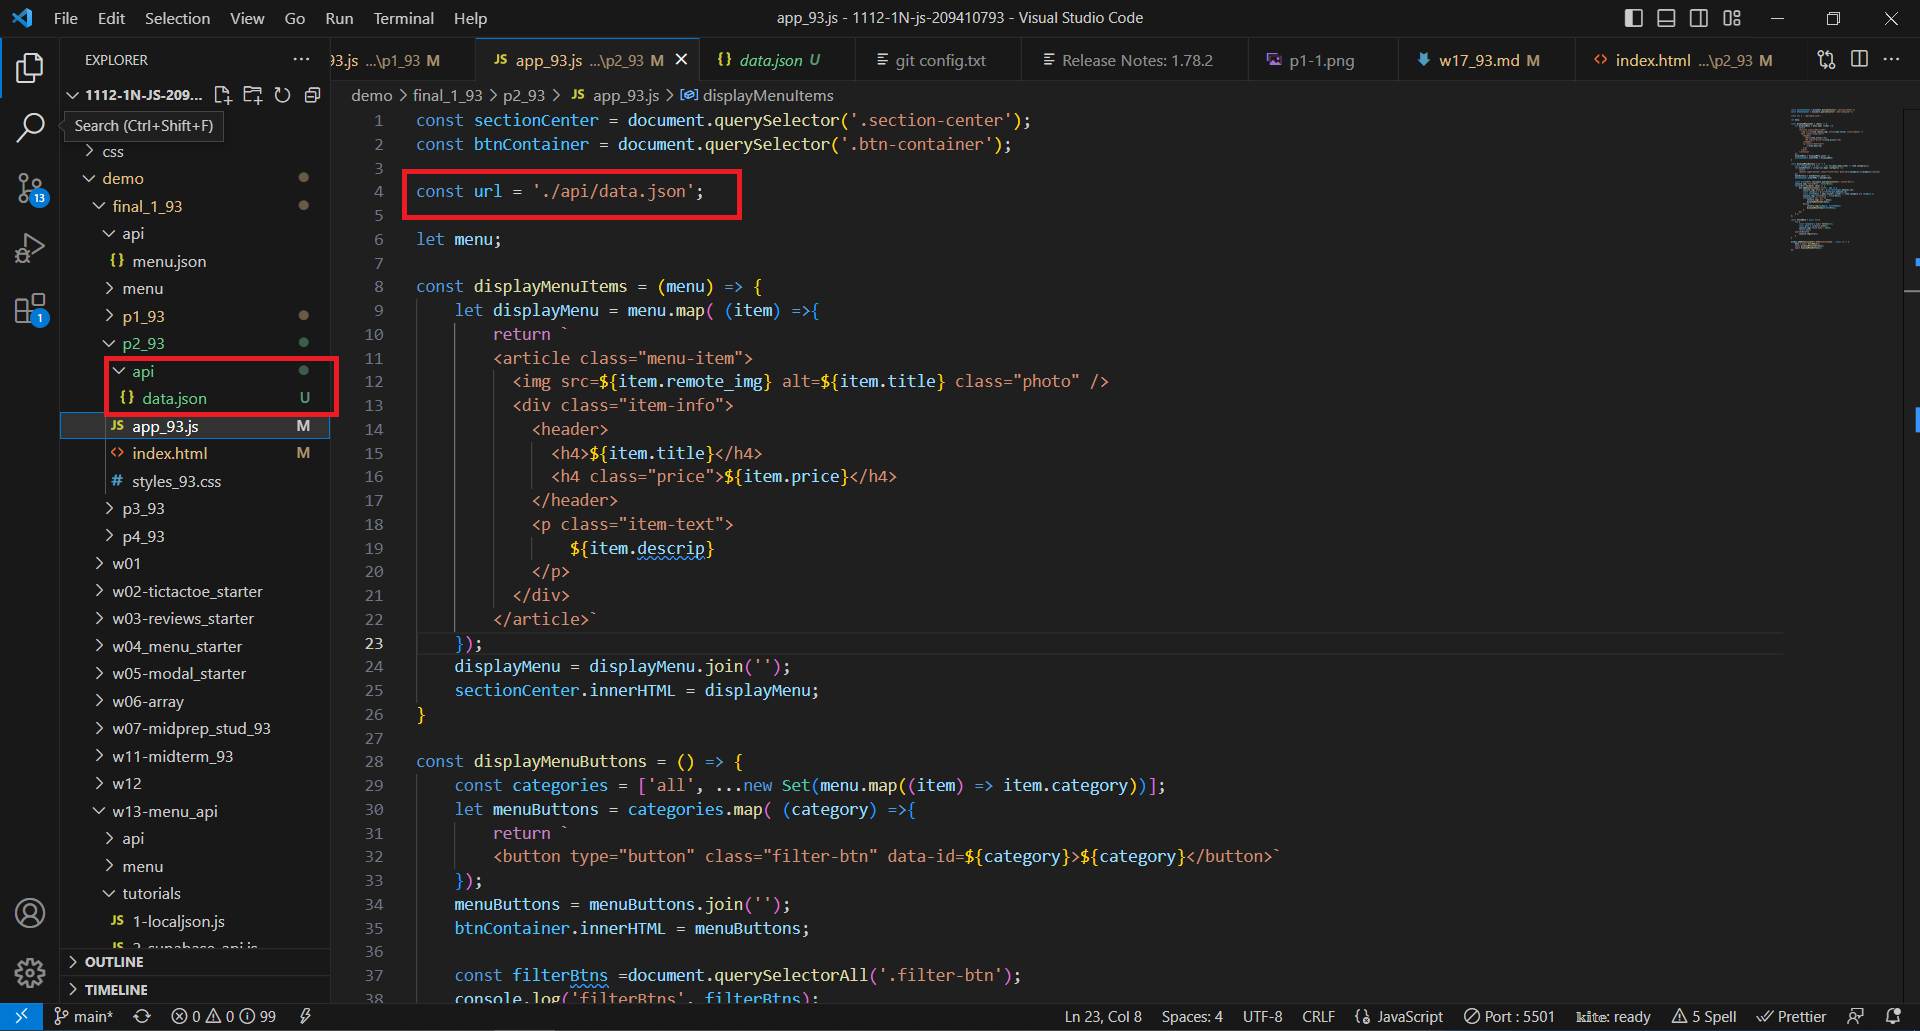 File Edit Selection View Go Run Terminal Help
app_93.js - 1112-1N-js-209410793 - Visual Studio Code
EXPLORER
93.js ...\p1_93 M
JS app_93.js ...\p2_93 M
{} data.json U
git config.txt
Release Notes: 1.78.2
p1-1.png
w17_93.md M
<> index.html ...\p2_93 M
1112-1N-JS-209...
demo > final_1_93 > p2_93 > JS app_93.js > displayMenuItems
Search (Ctrl+Shift+F)
css
demo
final_1_93
api
{} menu.json
menu
p1_93
p2_93
api
{} data.json U
JS app_93.js M
<> index.html M
# styles_93.css
p3_93
p4_93
w01
w02-tictactoe_starter
w03-reviews_starter
w04_menu_starter
w05-modal_starter
w06-array
w07-midprep_stud_93
w11-midterm_93
w12
w13-menu_api
api
menu
tutorials
JS 1-localjson.js
JS 2-supabase_api.js
OUTLINE
TIMELINE
13
1
1 const sectionCenter = document.querySelector('.section-center');
2 const btnContainer = document.querySelector('.btn-container');
3
4 const url = './api/data.json';
5
6 let menu;
7
8 const displayMenuItems = (menu) => {
9 let displayMenu = menu.map( (item) =>{
10 return `
11 <article class="menu-item">
12 <img src=${item.remote_img} alt=${item.title} class="photo" />
13 <div class="item-info">
14 <header>
15 <h4>${item.title}</h4>
16 <h4 class="price">${item.price}</h4>
17 </header>
18 <p class="item-text">
19 ${item.descrip}
20 </p>
21 </div>
22 </article>`
23 });
24 displayMenu = displayMenu.join('');
25 sectionCenter.innerHTML = displayMenu;
26 }
27
28 const displayMenuButtons = () => {
29 const categories = ['all', ...new Set(menu.map((item) => item.category))];
30 let menuButtons = categories.map( (category) =>{
31 return `
32 <button type="button" class="filter-btn" data-id=${category}>${category}</button>`
33 });
34 menuButtons = menuButtons.join('');
35 btnContainer.innerHTML = menuButtons;
36
37 const filterBtns =document.querySelectorAll('.filter-btn');
38 console.log('filterBtns', filterBtns);
main* 0 0 99
Ln 23, Col 8 Spaces: 4 UTF-8 CRLF {} JavaScript Port : 5501 kite: ready 5 Spell Prettier